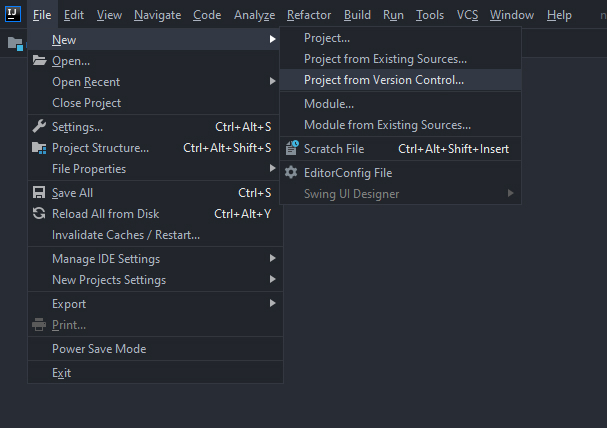 IJ File Edit View Navigate Code Analyze Refactor Build Run Tools VCS Window Help
New
Project...
Project from Existing Sources...
Project from Version Control...
Module...
Module from Existing Sources...
Scratch File Ctrl+Alt+Shift+Insert
EditorConfig File
Swing UI Designer
Open...
Open Recent
Close Project
Settings... Ctrl+Alt+S
Project Structure... Ctrl+Alt+Shift+S
File Properties
Save All Ctrl+S
Reload All from Disk Ctrl+Alt+Y
Invalidate Caches / Restart...
Manage IDE Settings
New Projects Settings
Export
Print...
Power Save Mode
Exit